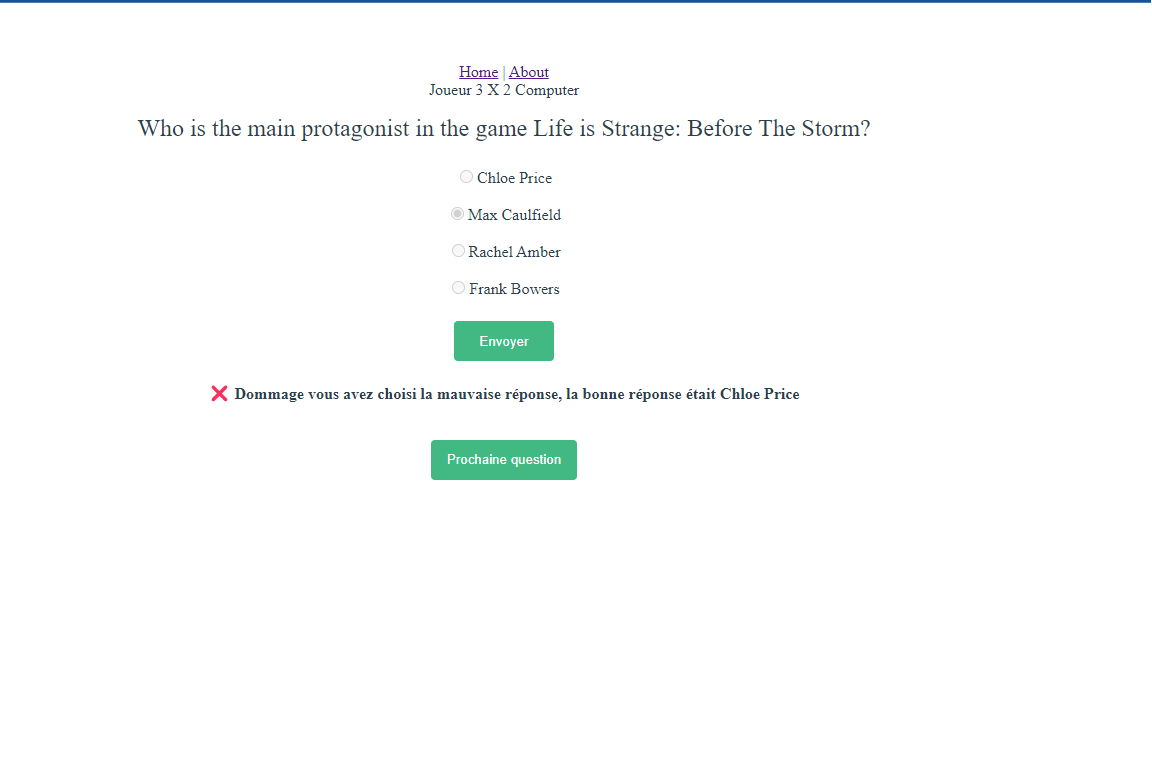 Home | About
Joueur 3 X 2 Computer
Who is the main protagonist in the game Life is Strange: Before The Storm?
Chloe Price
Max Caulfield
Rachel Amber
Frank Bowers
Envoyer
❌ Dommage vous avez choisi la mauvaise réponse, la bonne réponse était Chloe Price
Prochaine question